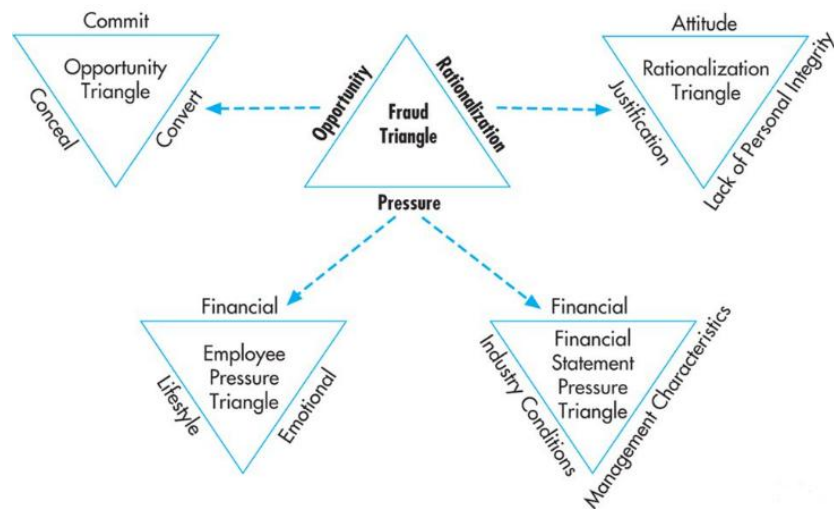 Commit
Opportunity
Triangle
Conceal
Convert
Opportunity
Rationalization
Fraud
Triangle
Pressure
Attitude
Rationalization
Triangle
Justification
Lack of Personal Integrity
Financial
Employee
Pressure
Triangle
Lifestyle
Emotional
Financial
Financial
Statement
Pressure
Triangle
Industry Conditions
Management Characteristics